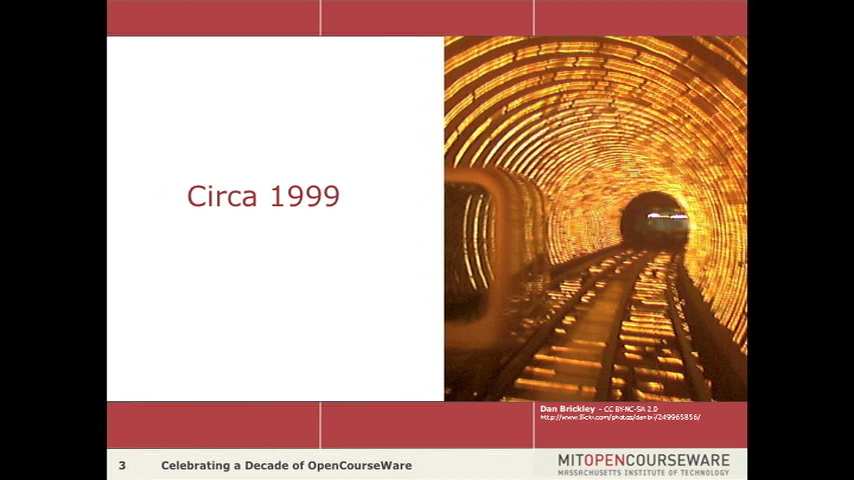 Circa 1999
Dan Brickley - CC BY-NC-SA 2.0
3 Celebrating a Decade of OpenCourseWare
MITOPENCOURSEWARE
MASSACHUSETTS INSTITUTE OF TECHNOLOGY